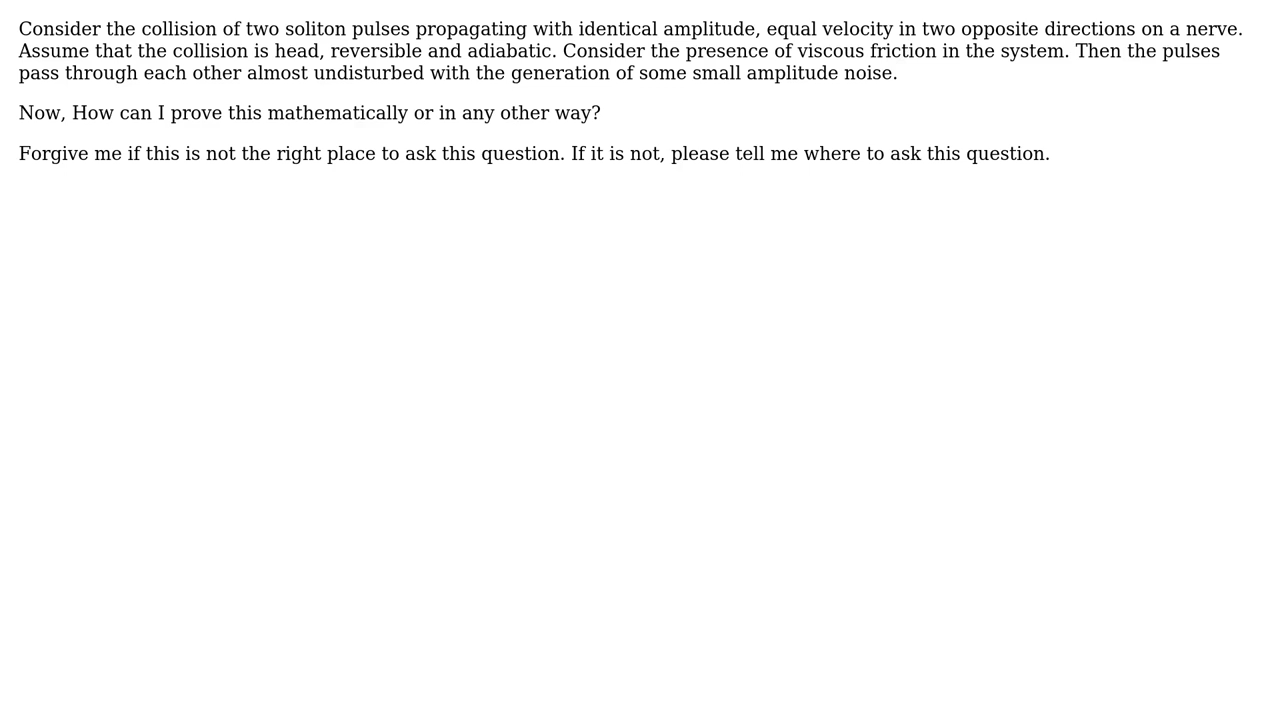 Consider the collision of two soliton pulses propagating with identical amplitude, equal velocity in two opposite directions on a nerve.
Assume that the collision is head, reversible and adiabatic. Consider the presence of viscous friction in the system. Then the pulses
pass through each other almost undisturbed with the generation of some small amplitude noise.
Now, How can I prove this mathematically or in any other way?
Forgive me if this is not the right place to ask this question. If it is not, please tell me where to ask this question.